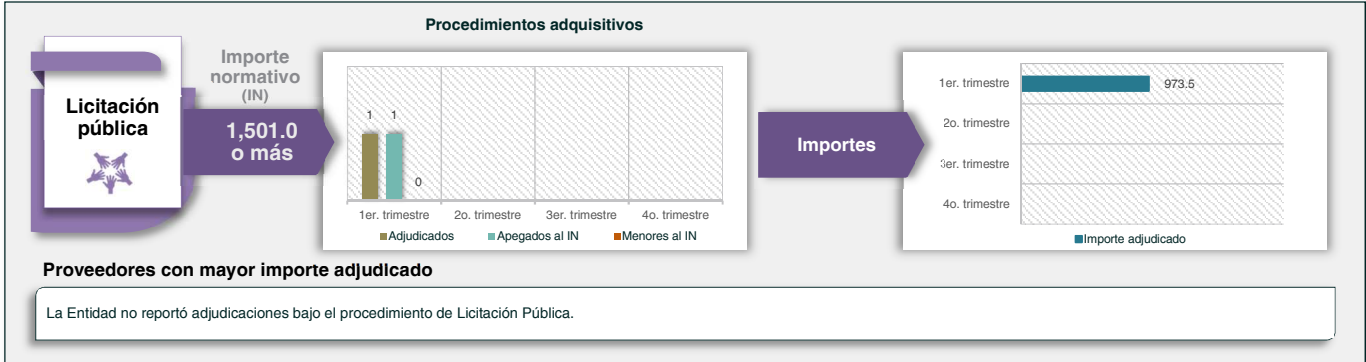 Procedimientos adquisitivos
Licitación
pública
Importe
normativo
(IN)
1,501.0
o más
1
1
0
1er. trimestre
2o. trimestre
3er. trimestre
4o. trimestre
Adjudicados
Apegados al IN
Menores al IN
Importes
1er. trimestre
973.5
2o. trimestre
3er. trimestre
4o. trimestre
Importe adjudicado
Proveedores con mayor importe adjudicado
La Entidad no reportó adjudicaciones bajo el procedimiento de Licitación Pública.